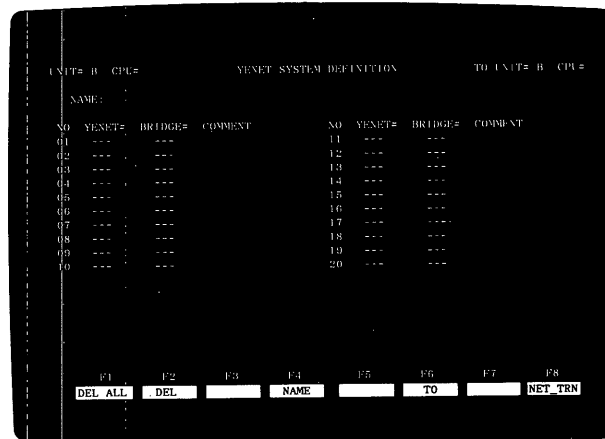 UNIT= B CPU= YENET SYSTEM DEFINITION TO UNIT= B CPU=
NAME:
NO YENET= BRIDGE= COMMENT NO YENET= BRIDGE= COMMENT
01 --- --- 11 --- ---
02 --- --- 12 --- ---
03 --- --- 13 --- ---
04 --- --- 14 --- ---
05 --- --- 15 --- ---
06 --- --- 16 --- ---
07 --- --- 17 --- ---
08 --- --- 18 --- ---
09 --- --- 19 --- ---
10 --- --- 20 --- ---
F1 F2 F3 F4 F5 F6 F7 F8
DEL ALL DEL NAME TO NET_TRN